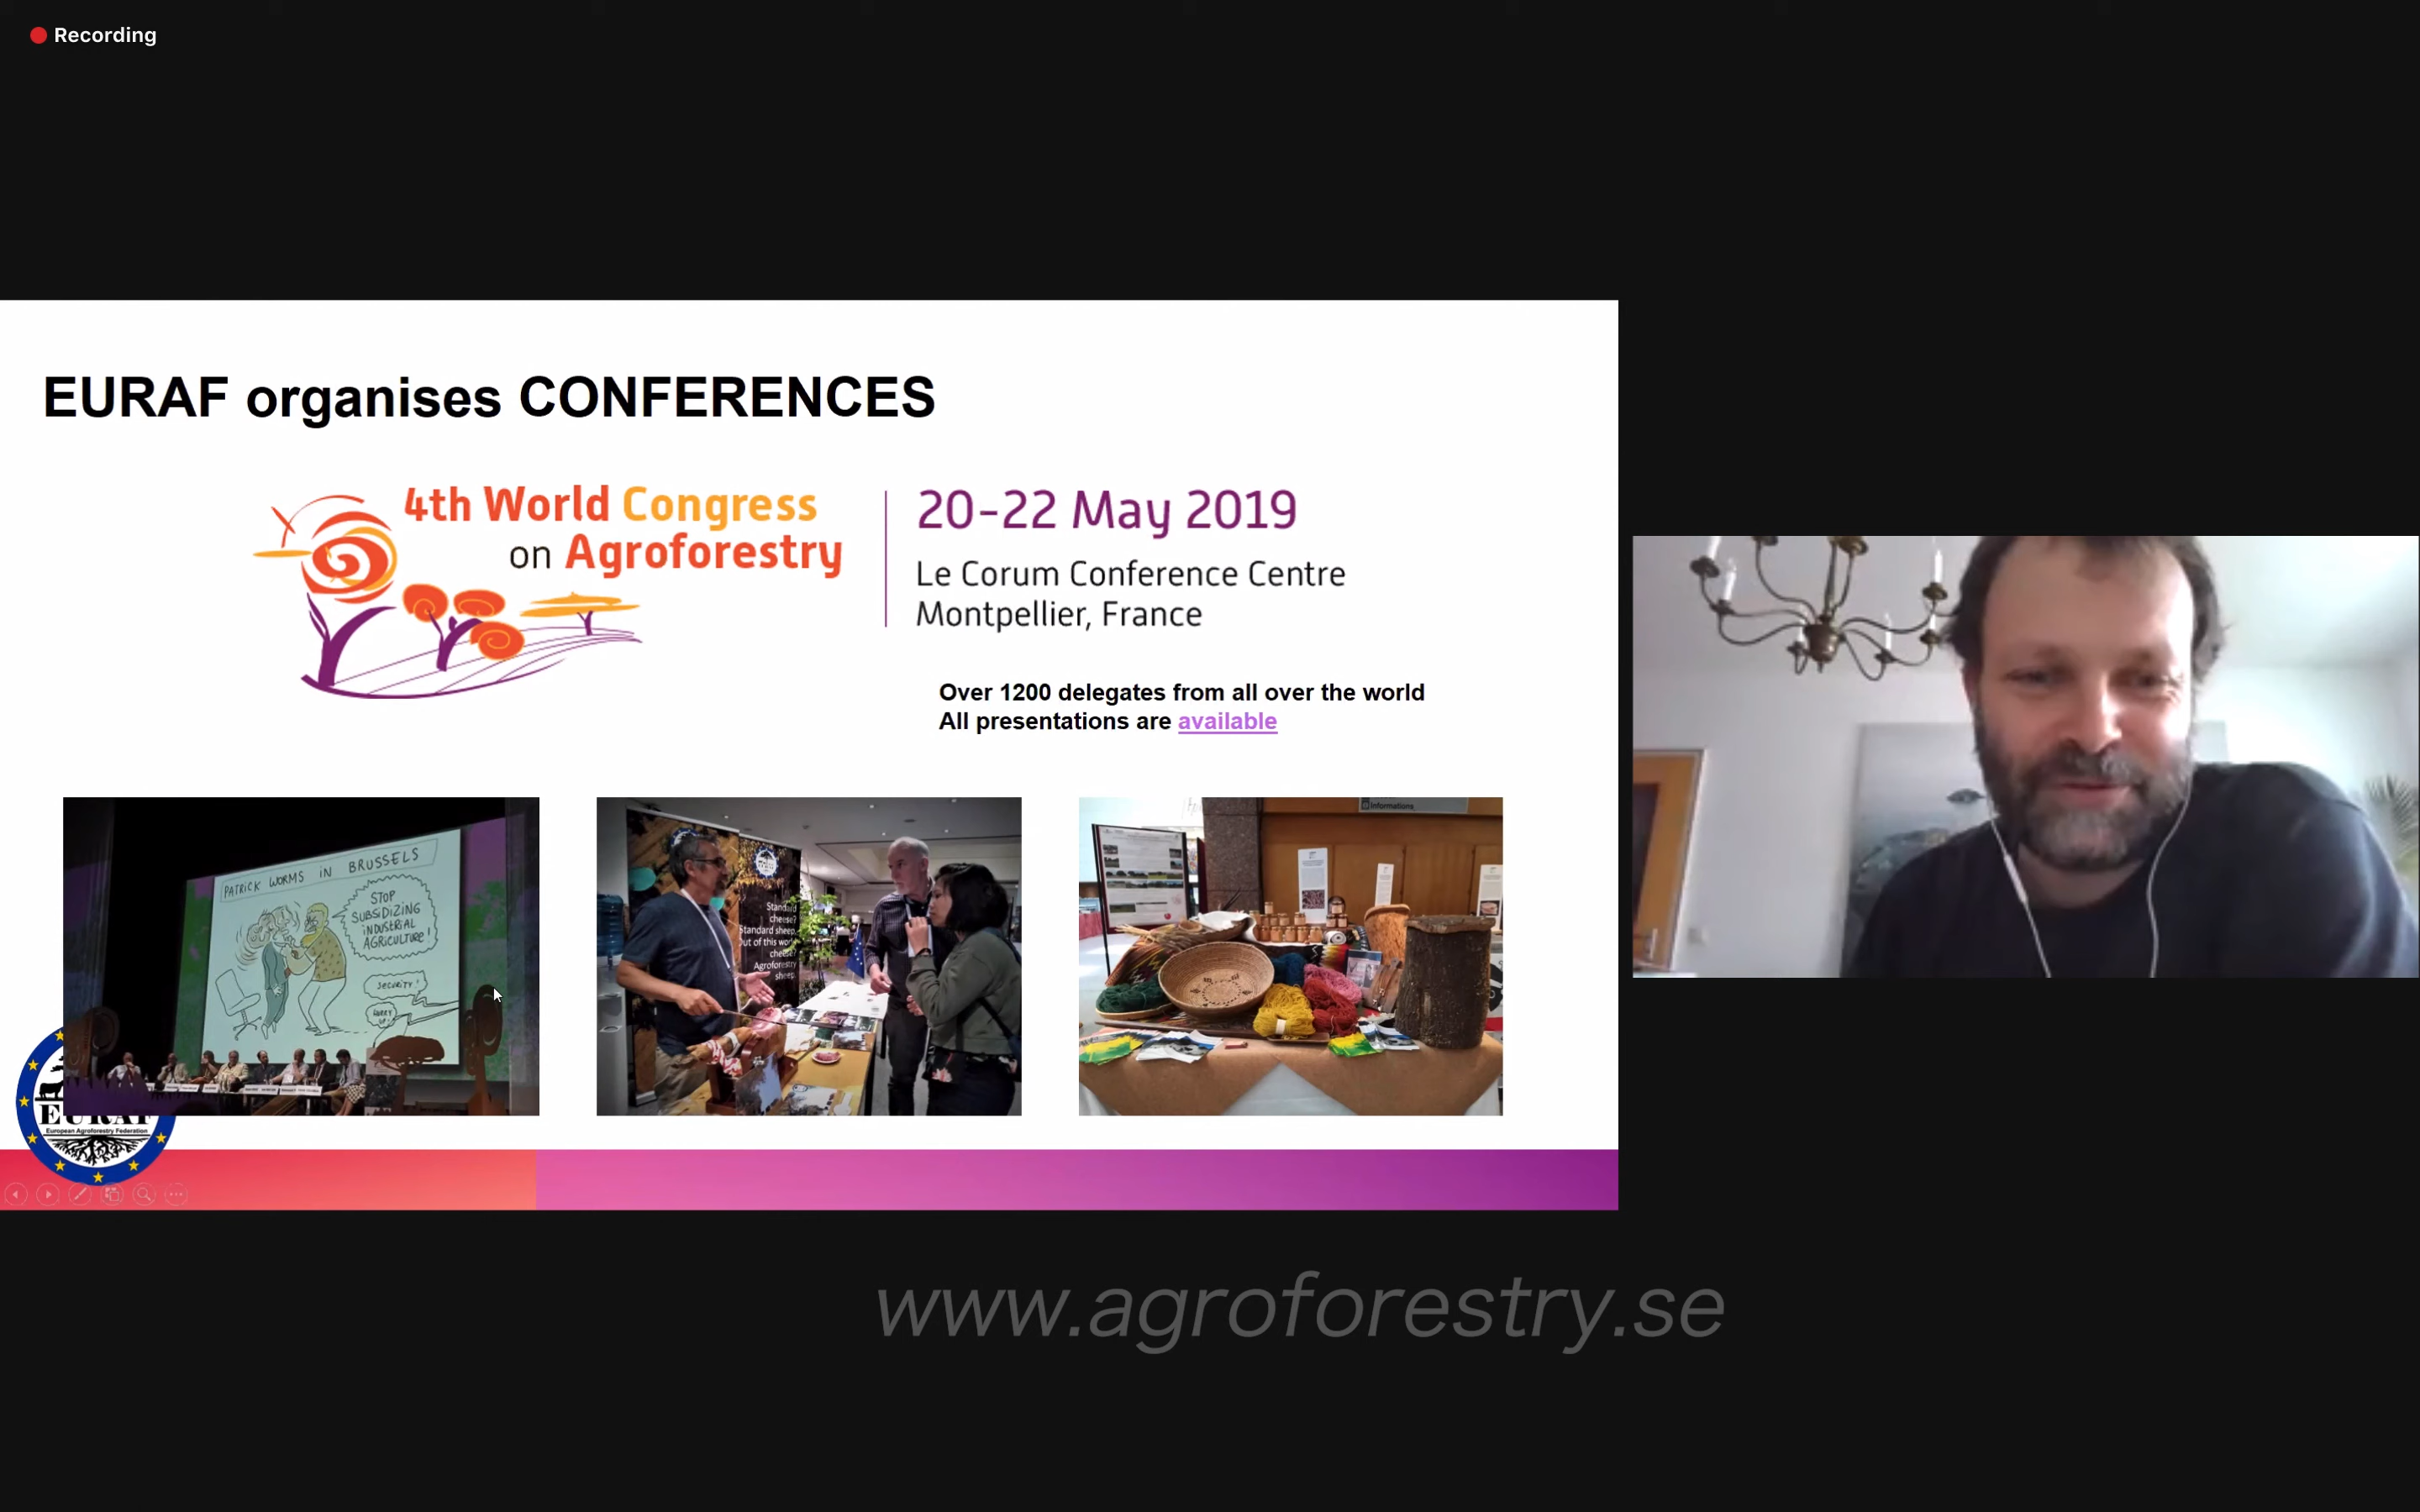 Recording
EURAF organises CONFERENCES
4th World Congress
on Agroforestry
20-22 May 2019
Le Corum Conference Centre
Montpellier, France
Over 1200 delegates from all over the world
All presentations are available
PATRICK WORMS IN BRUSSELS
STOP
SUBSIDIZING
INDUSTRIAL
AGRICULTURE!
SECURITY!
HURRY
UP!
Standard
cheese?
Standard sheep.
Out of this world
cheese?
Agroforestry
sheep.
Informations
EURAF
European Agroforestry Federation
www.agroforestry.se